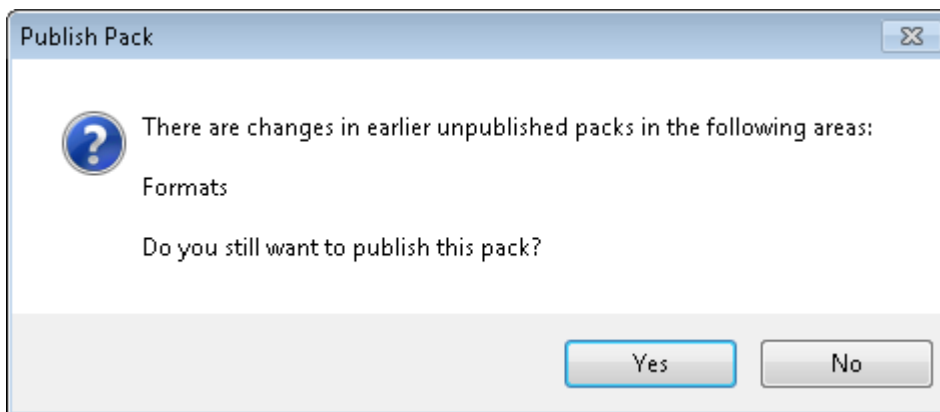 Publish Pack
There are changes in earlier unpublished packs in the following areas:
Formats
Do you still want to publish this pack?
Yes
No